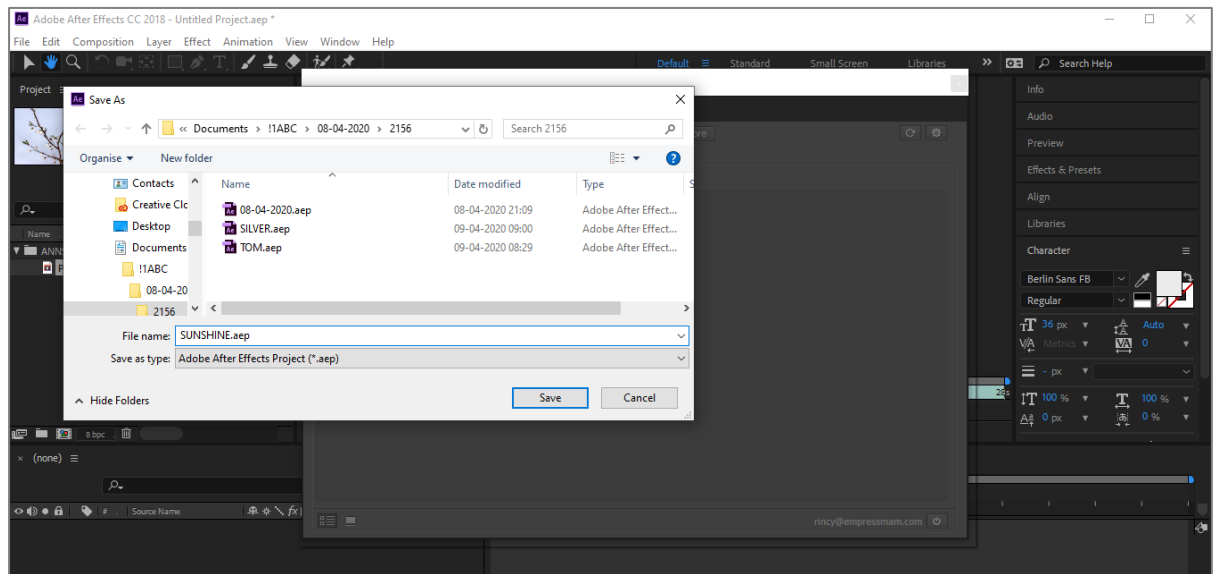 Adobe After Effects CC 2018 - Untitled Project.aep *
File Edit Composition Layer Effect Animation View Window Help
Default Standard Small Screen Libraries Search Help
Project
Save As
« Documents › !1ABC › 08-04-2020 › 2156 Search 2156
Organise New folder
Contacts
Creative Clc
Desktop
Documents
!1ABC
08-04-20
2156
Name Date modified Type S
08-04-2020.aep 08-04-2020 21:09 Adobe After Effect...
SILVER.aep 09-04-2020 09:00 Adobe After Effect...
TOM.aep 09-04-2020 08:29 Adobe After Effect...
File name: SUNSHINE.aep
Save as type: Adobe After Effects Project (*.aep)
Hide Folders Save Cancel
Name
ANN
8 bpc
(none)
# Source Name fx
rincy@empressmam.com
Info
Audio
Preview
Effects & Presets
Align
Libraries
Character
Berlin Sans FB
Regular
36 px Auto
Metrics 0
- px
100 % 100 %
0 px 0 %